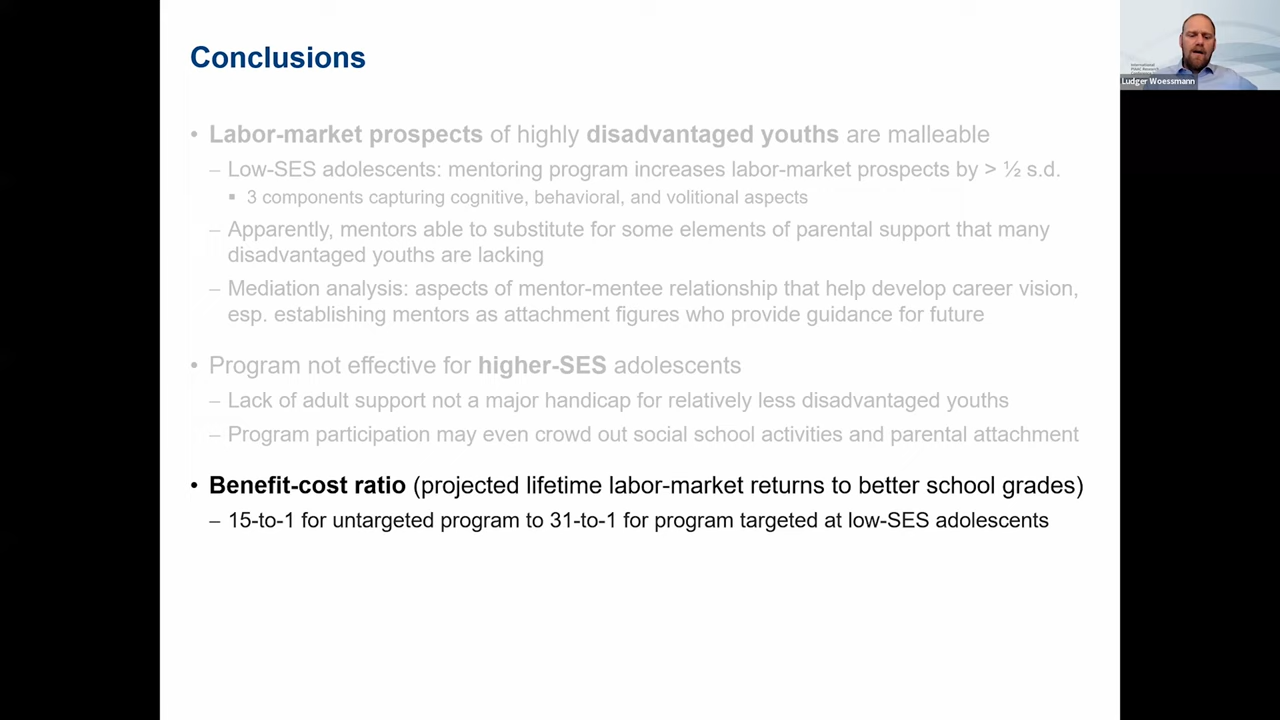 Conclusions
• Labor-market prospects of highly disadvantaged youths are malleable
– Low-SES adolescents: mentoring program increases labor-market prospects by > ½ s.d.
▪ 3 components capturing cognitive, behavioral, and volitional aspects
– Apparently, mentors able to substitute for some elements of parental support that many
disadvantaged youths are lacking
– Mediation analysis: aspects of mentor-mentee relationship that help develop career vision,
esp. establishing mentors as attachment figures who provide guidance for future
• Program not effective for higher-SES adolescents
– Lack of adult support not a major handicap for relatively less disadvantaged youths
– Program participation may even crowd out social school activities and parental attachment
• Benefit-cost ratio (projected lifetime labor-market returns to better school grades)
– 15-to-1 for untargeted program to 31-to-1 for program targeted at low-SES adolescents
Ludger Woessmann